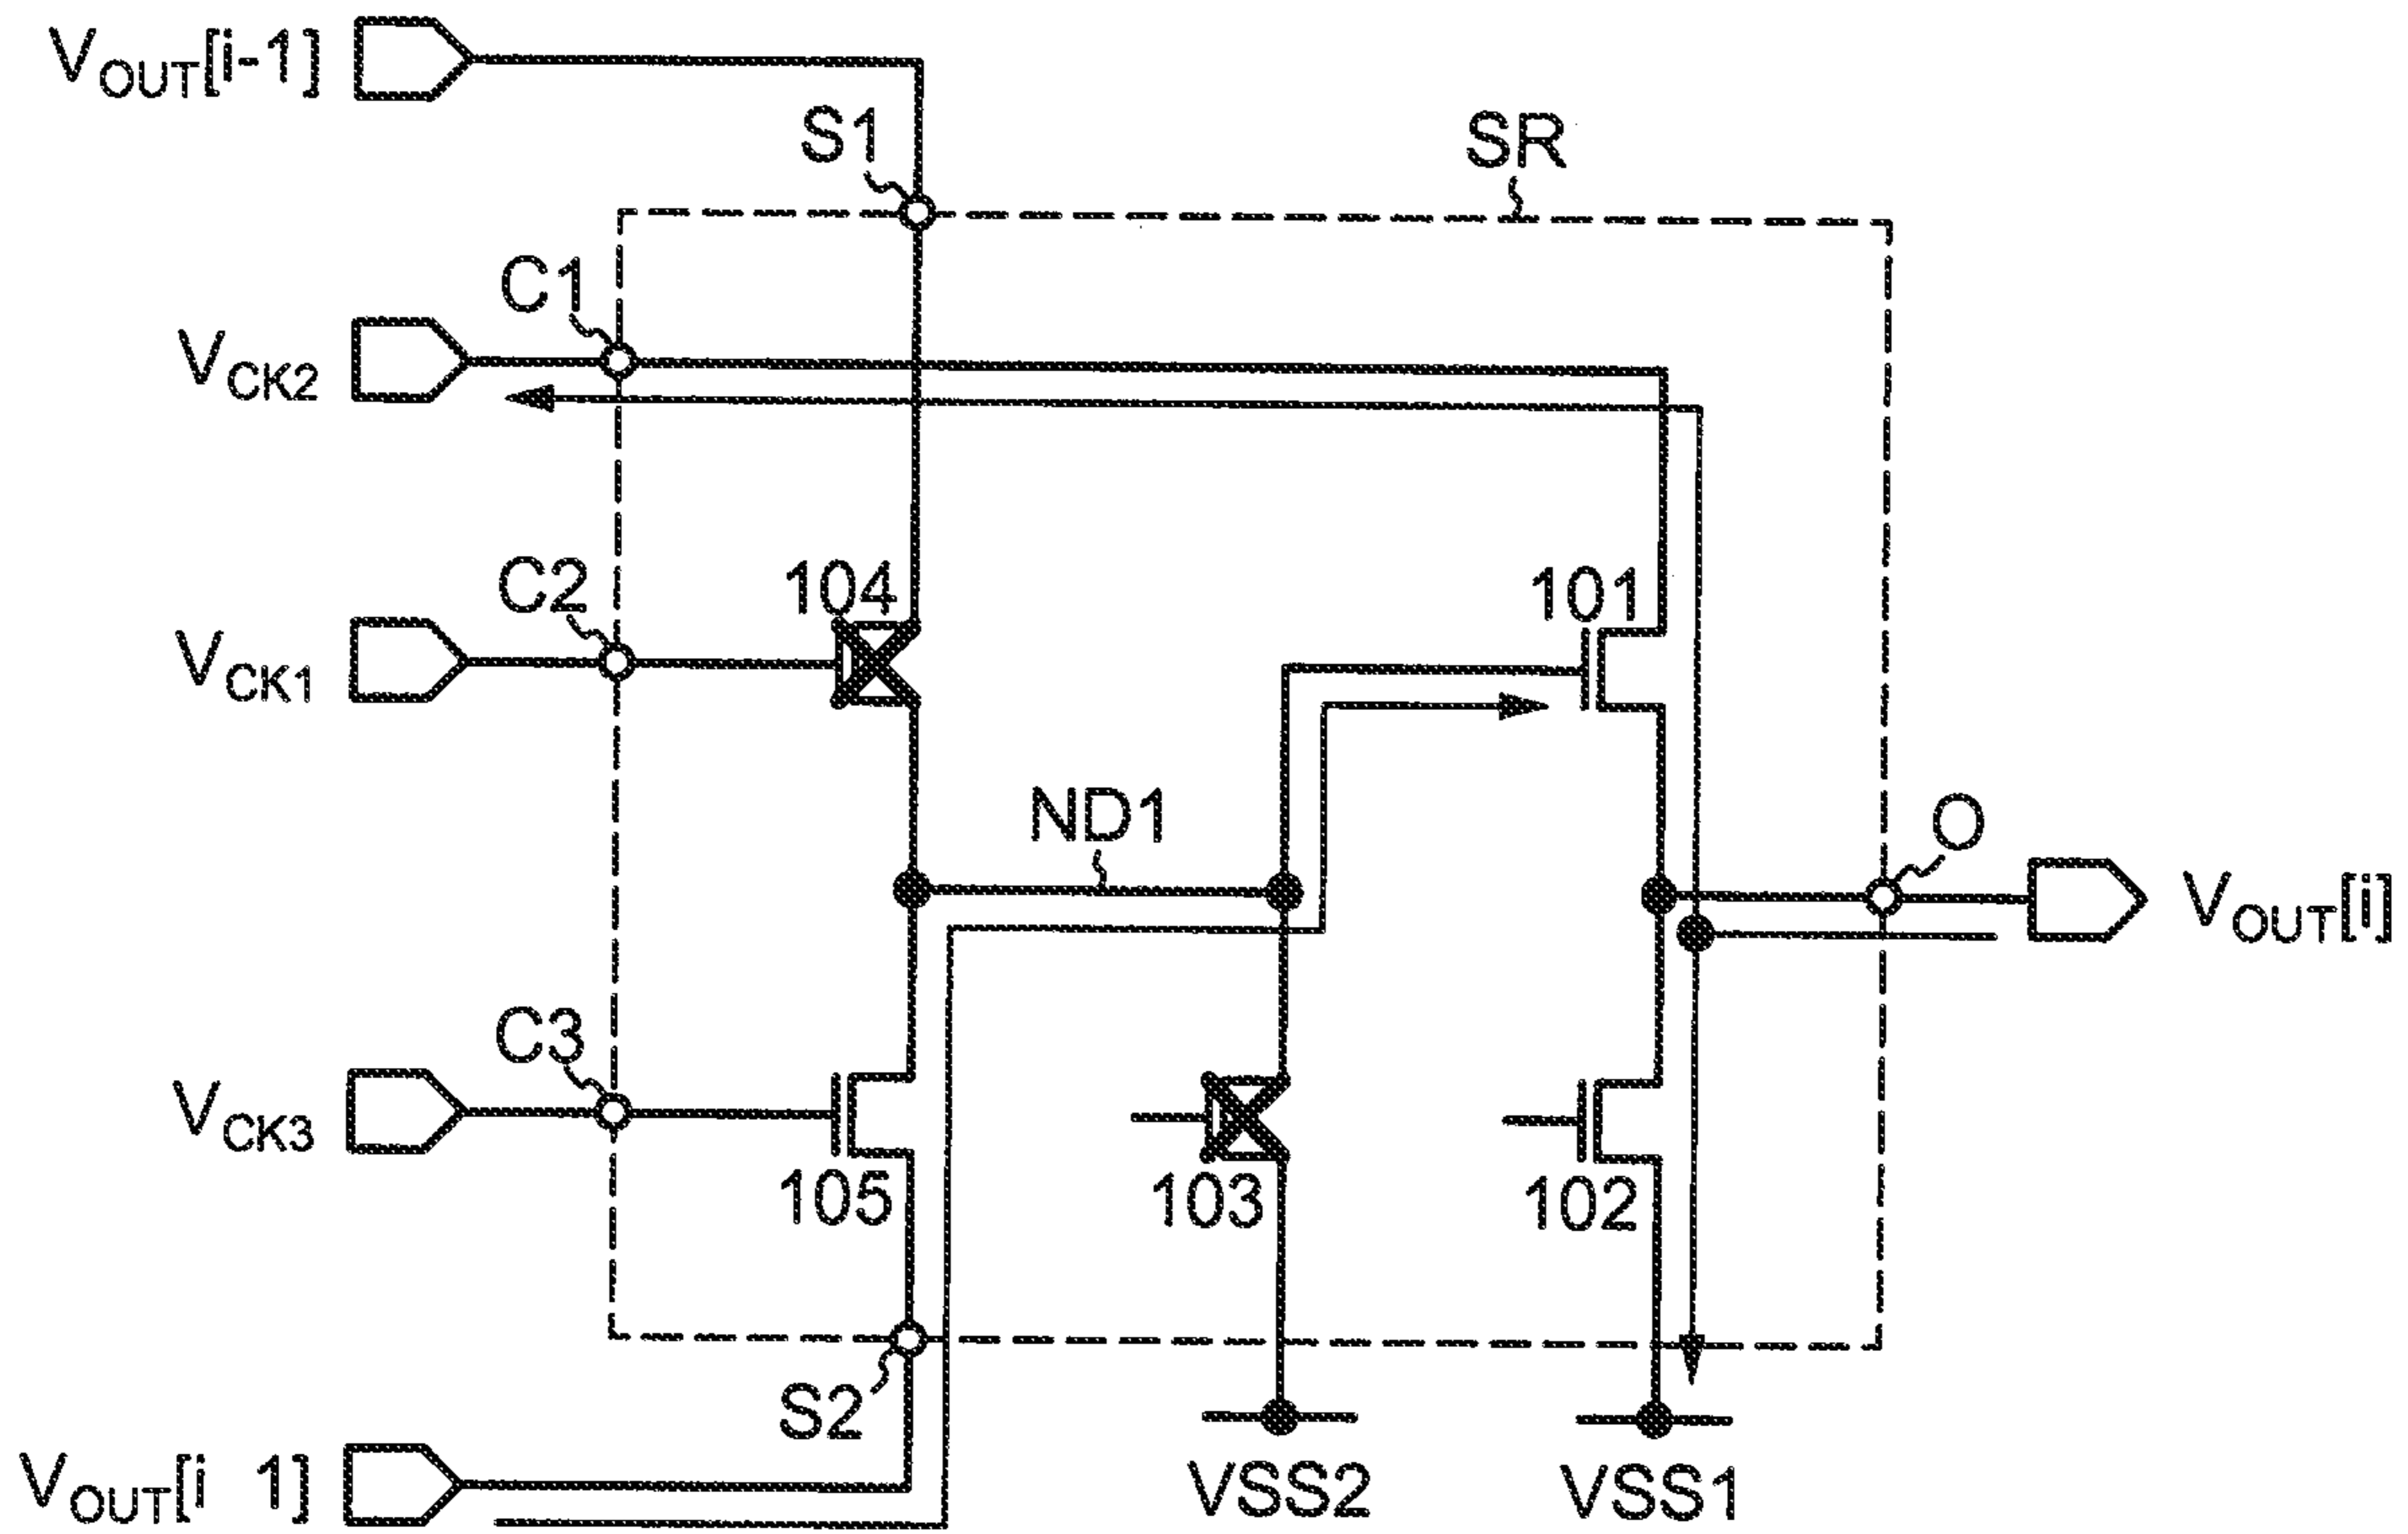 VOUT[i-1]
S1
SR
C1
VCK2
C2
104
101
VCK1
ND1
O
VOUT[i]
C3
VCK3
105
103
102
S2
VOUT[i 1]
VSS2
VSS1